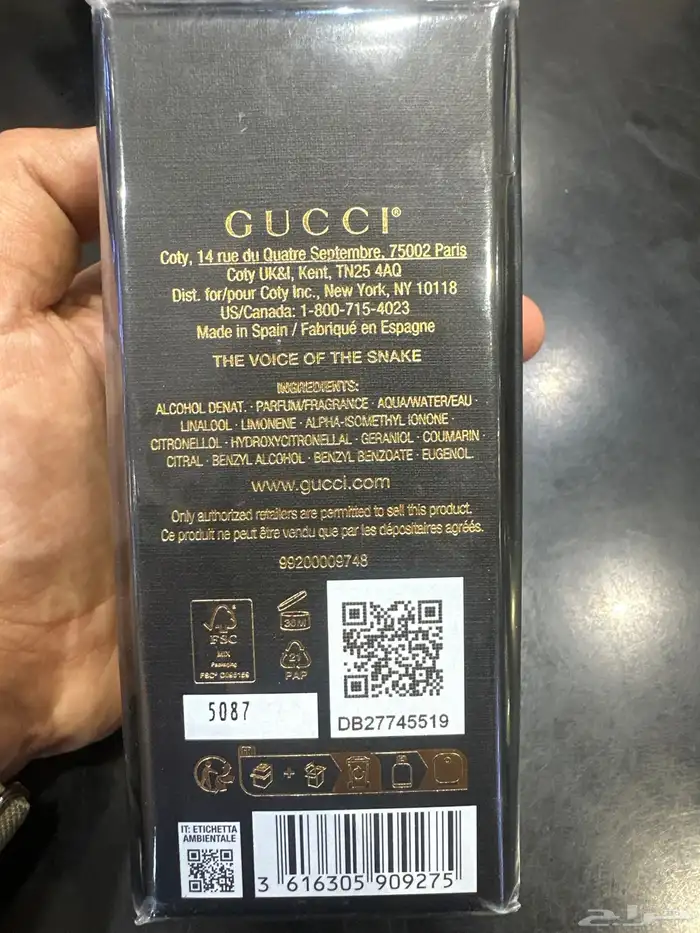 GUCCI®
Coty, 14 rue du Quatre Septembre, 75002 Paris
Coty UK&I, Kent, TN25 4AQ
Dist. for/pour Coty Inc., New York, NY 10118
US/Canada: 1-800-715-4023
Made in Spain / Fabriqué en Espagne
THE VOICE OF THE SNAKE
INGREDIENTS:
ALCOHOL DENAT. · PARFUM/FRAGRANCE · AQUA/WATER/EAU ·
LINALOOL · LIMONENE · ALPHA-ISOMETHYL IONONE ·
CITRONELLOL · HYDROXYCITRONELLAL · GERANIOL · COUMARIN ·
CITRAL · BENZYL ALCOHOL · BENZYL BENZOATE · EUGENOL.
www.gucci.com
Only authorized retailers are permitted to sell this product.
Ce produit ne peut être vendu que par les dépositaires agréés.
99200009748
FSC
MIX
Packaging
36M
21
PAP
5087
DB27745519
IT: ETICHETTA
AMBIENTALE
3 616305 909275
حراج